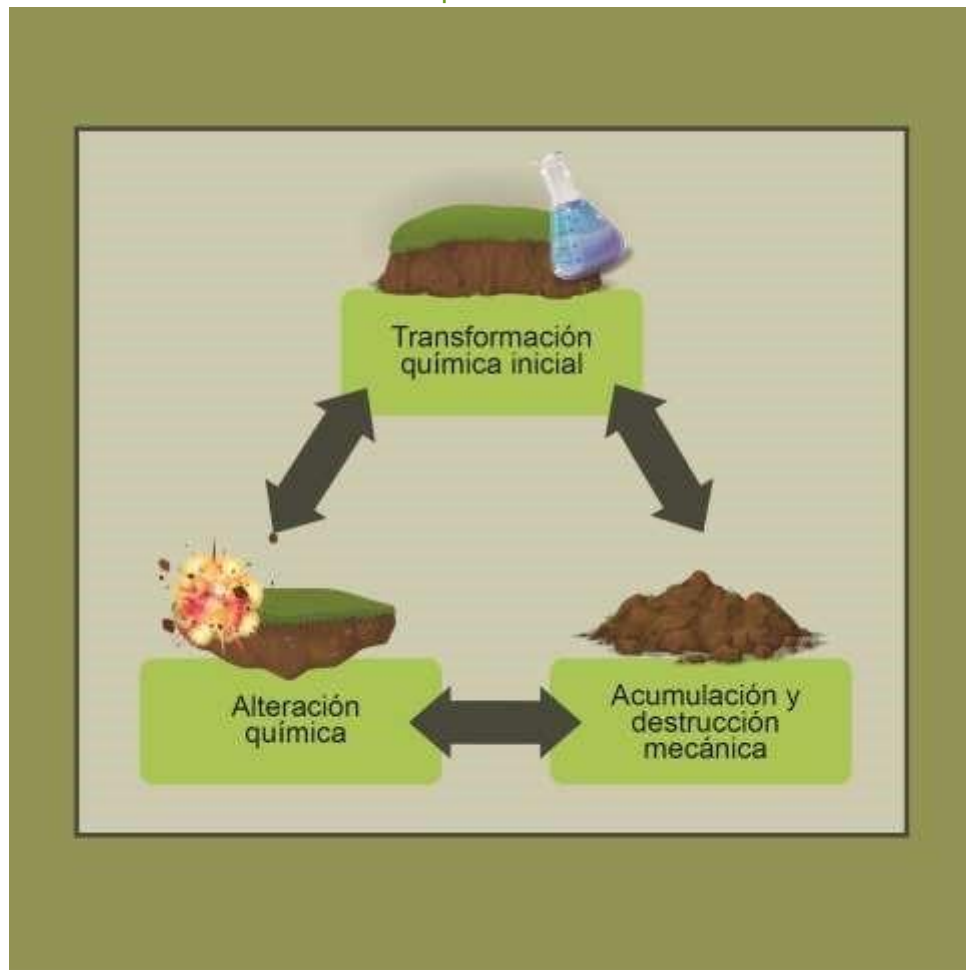 Transformación
química inicial
Alteración
química
Acumulación y
destrucción
mecánica